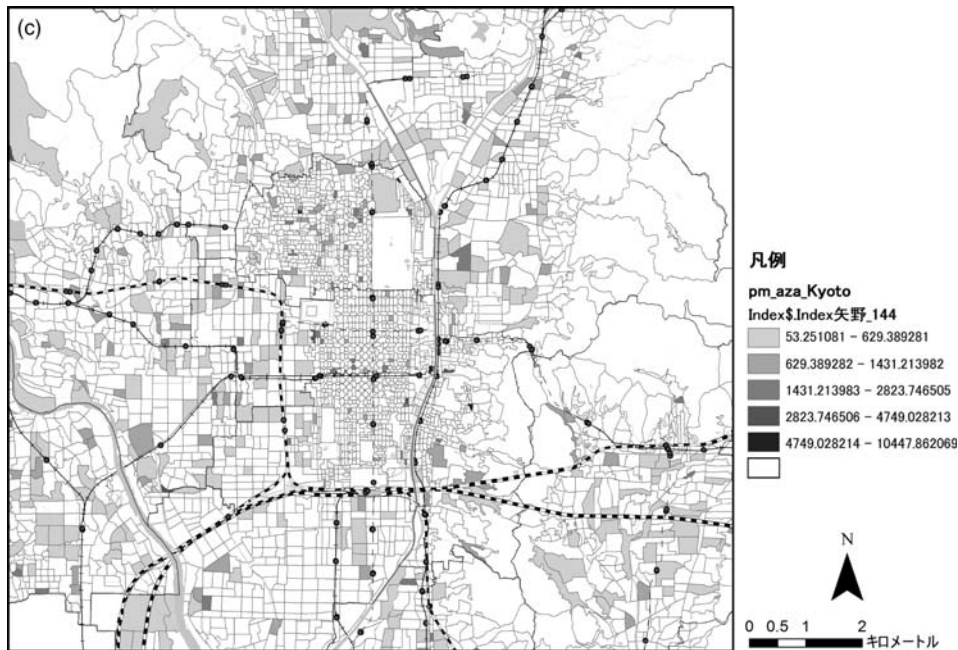 (c)
凡例
pm_aza_Kyoto
Index$.Index矢野_144
53.251081 - 629.389281
629.389282 - 1431.213982
1431.213983 - 2823.746505
2823.746506 - 4749.028213
4749.028214 - 10447.862069
N
0 0.5 1 2
キロメートル